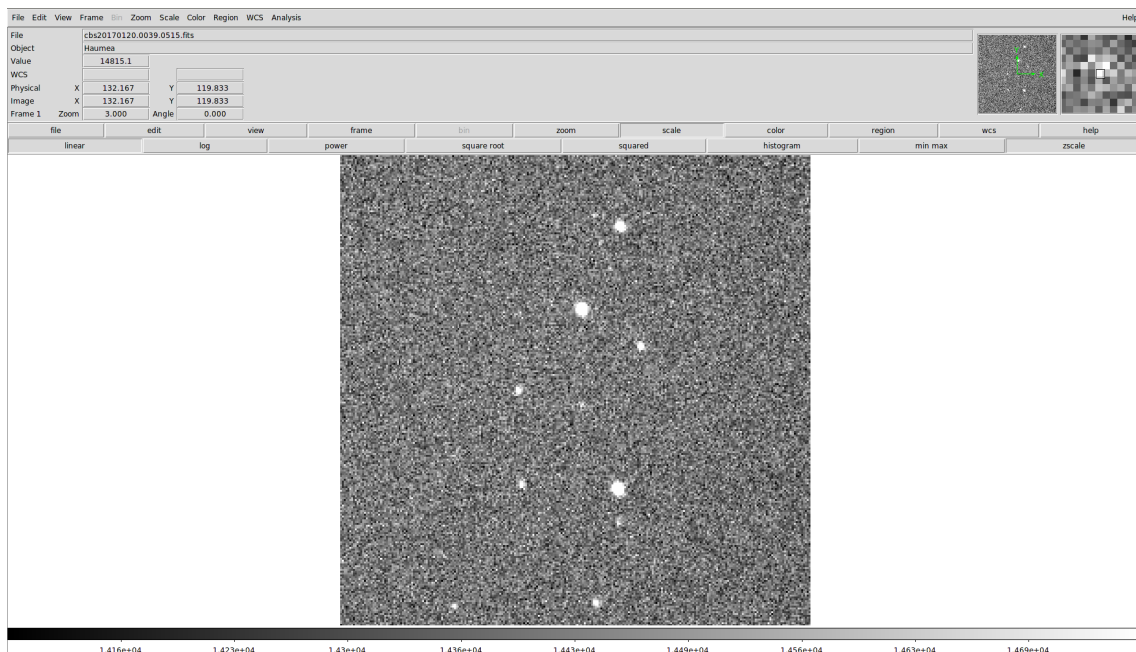 File Edit View Frame Bin Zoom Scale Color Region WCS Analysis Help
File cbs20170120.0039.0515.fits
Object Haumea
Value 14815.1
WCS
Physical X 132.167 Y 119.833
Image X 132.167 Y 119.833
Frame 1 Zoom 3.000 Angle 0.000
file edit view frame bin zoom scale color region wcs help
linear log power square root squared histogram min max zscale
1.416e+04 1.423e+04 1.43e+04 1.436e+04 1.443e+04 1.449e+04 1.456e+04 1.463e+04 1.469e+04